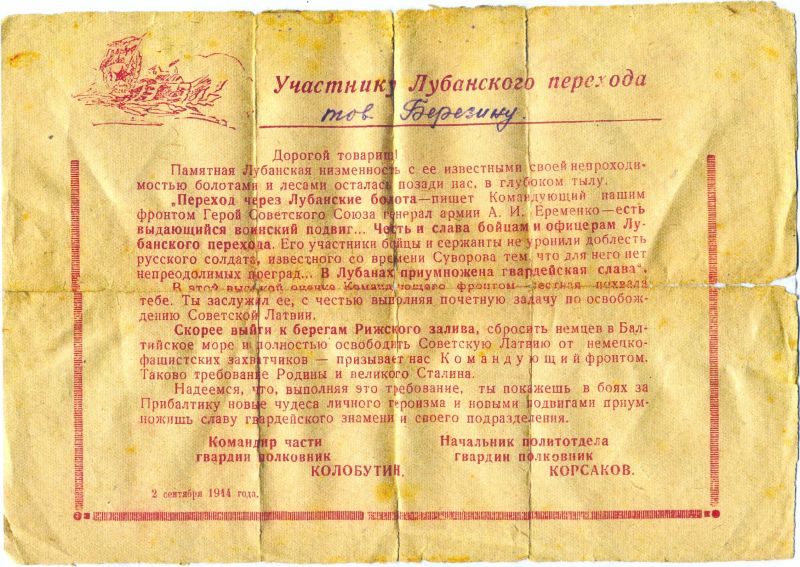 Участнику Лубанского перехода
тов. Березину.
Дорогой товарищ!
Памятная Лубанская низменность с ее известными своей непроходи-
мостью болотами и лесами осталась позади нас, в глубоком тылу.
„Переход через Лубанские болота—пишет Командующий нашим
фронтом Герой Советского Союза генерал армии А. И. Еременко—есть
выдающийся воинский подвиг... Честь и слава бойцам и офицерам Лу-
банского перехода. Его участники бойцы и сержанты не уронили доблесть
русского солдата, известного со времени Суворова тем, что для него нет
непреодолимых преград... В Лубанах приумножена гвардейская слава“.
В этой высокой оценке Командующего фронтом—честная похвала
тебе. Ты заслужил ее, с честью выполняя почетную задачу по освобож-
дению Советской Латвии.
Скорее выйти к берегам Рижского залива, сбросить немцев в Бал-
тийское море и полностью освободить Советскую Латвию от немецко-
фашистских захватчиков — призывает нас Командующий фронтом.
Таково требование Родины и великого Сталина.
Надеемся, что, выполняя это требование, ты покажешь в боях за
Прибалтику новые чудеса личного героизма и новыми подвигами приум-
ножишь славу гвардейского знамени и своего подразделения.
Командир части
гвардии полковник
КОЛОБУТИН.
Начальник политотдела
гвардии полковник
КОРСАКОВ.
2 сентября 1944 года.